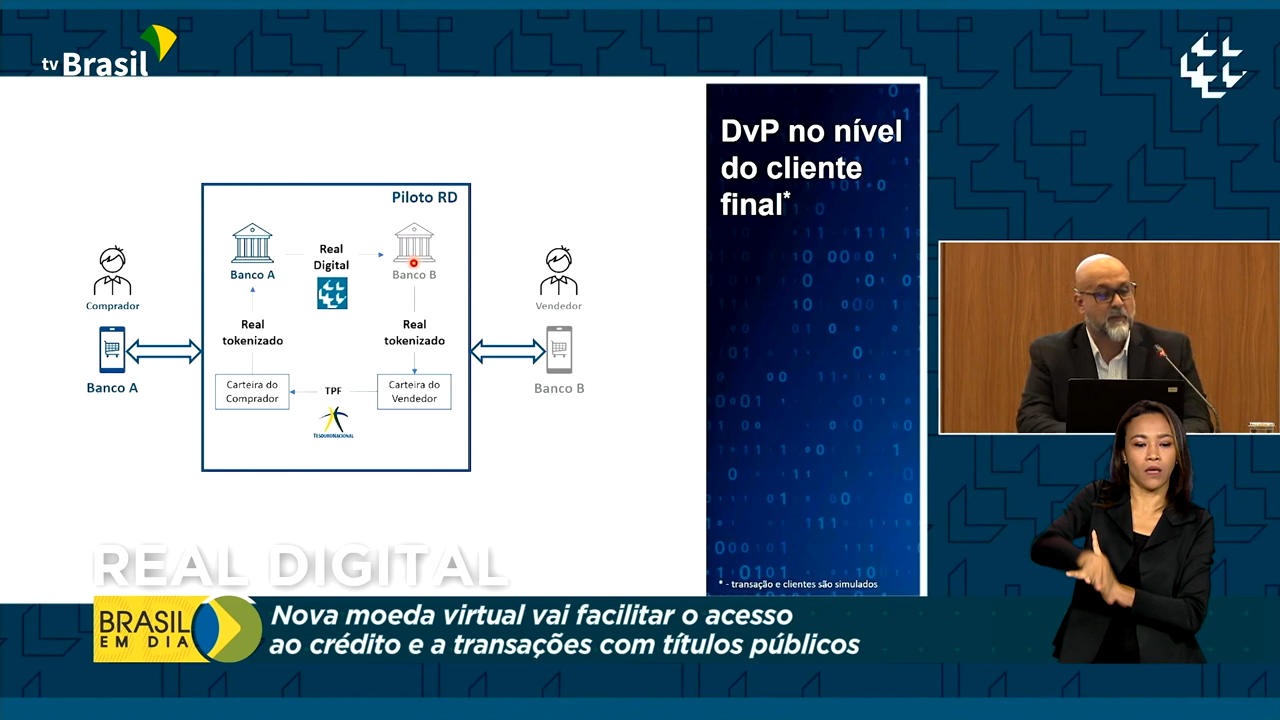 tv Brasil
DvP no nível
do cliente
final*
Piloto RD
Real
Digital
Banco A
Banco B
Comprador
Vendedor
Real
tokenizado
Real
tokenizado
Banco A
Banco B
Carteira do
Comprador
TPF
Carteira do
Vendedor
TesouroNacional
* - transação e clientes são simulados
REAL DIGITAL
BRASIL
EM DIA
Nova moeda virtual vai facilitar o acesso
ao crédito e a transações com títulos públicos